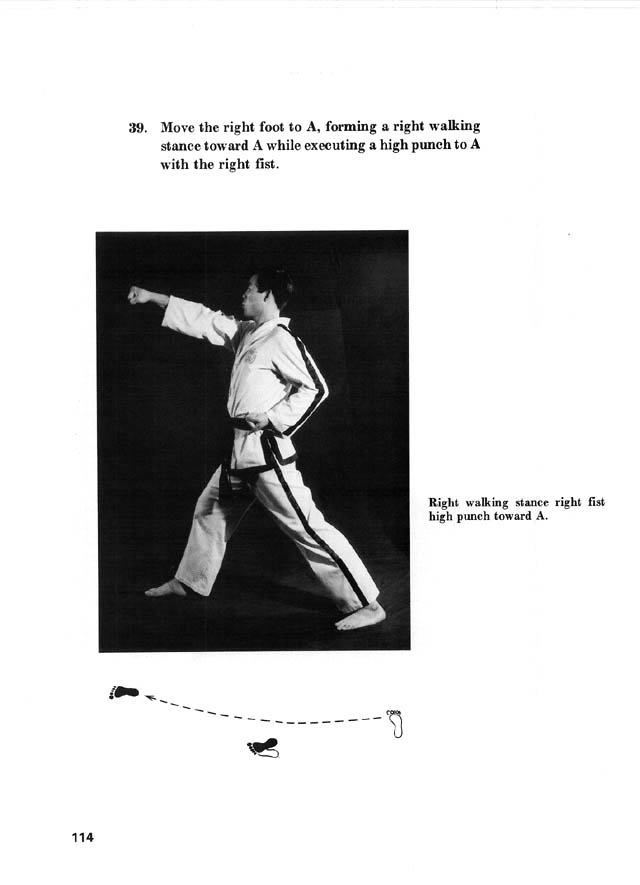 39. Move the right foot to A, forming a right walking
stance toward A while executing a high punch to A
with the right fist.
Right walking stance right fist
high punch toward A.
114